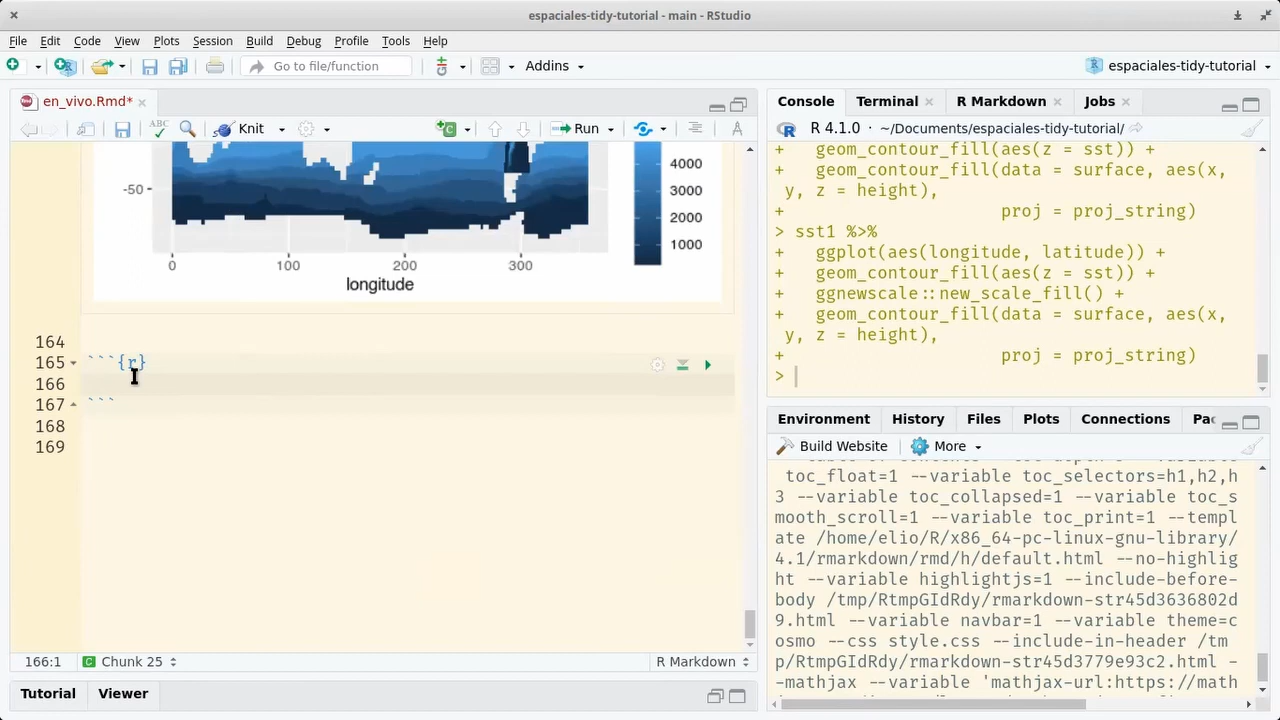 espaciales-tidy-tutorial - main - RStudio
File Edit Code View Plots Session Build Debug Profile Tools Help
Go to file/function
Addins
espaciales-tidy-tutorial
en_vivo.Rmd*
ABC
Knit
Run
-50
4000
3000
2000
1000
0 100 200 300
longitude
164
165 ```{r}
166
167 ```
168
169
166:1 Chunk 25 R Markdown
Tutorial Viewer
Console Terminal R Markdown Jobs
R 4.1.0 · ~/Documents/espaciales-tidy-tutorial/
+ geom_contour_fill(aes(z = sst)) +
+ geom_contour_fill(data = surface, aes(x,
y, z = height),
+ proj = proj_string)
> sst1 %>%
+ ggplot(aes(longitude, latitude)) +
+ geom_contour_fill(aes(z = sst)) +
+ ggnewscale::new_scale_fill() +
+ geom_contour_fill(data = surface, aes(x,
y, z = height),
+ proj = proj_string)
>
Environment History Files Plots Connections Pac
Build Website More
toc_float=1 --variable toc_selectors=h1,h2,h
3 --variable toc_collapsed=1 --variable toc_s
mooth_scroll=1 --variable toc_print=1 --templ
ate /home/elio/R/x86_64-pc-linux-gnu-library/
4.1/rmarkdown/rmd/h/default.html --no-highlig
ht --variable highlightjs=1 --include-before-
body /tmp/RtmpGIdRdy/rmarkdown-str45d3636802d
9.html --variable navbar=1 --variable theme=c
osmo --css style.css --include-in-header /tm
p/RtmpGIdRdy/rmarkdown-str45d3779e93c2.html -
-mathjax --variable 'mathjax-url:https://math